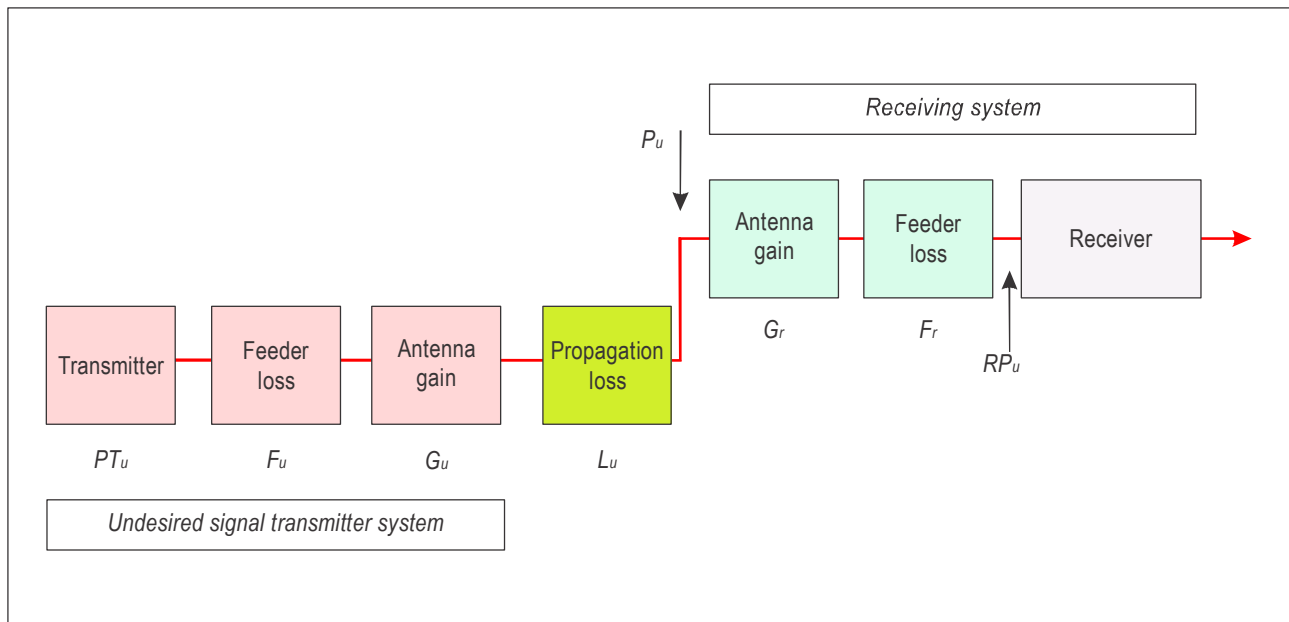 Receiving system
Pu
Antenna
gain
Feeder
loss
Receiver
Gr
Fr
RPu
Transmitter
Feeder
loss
Antenna
gain
Propagation
loss
PTu
Fu
Gu
Lu
Undesired signal transmitter system